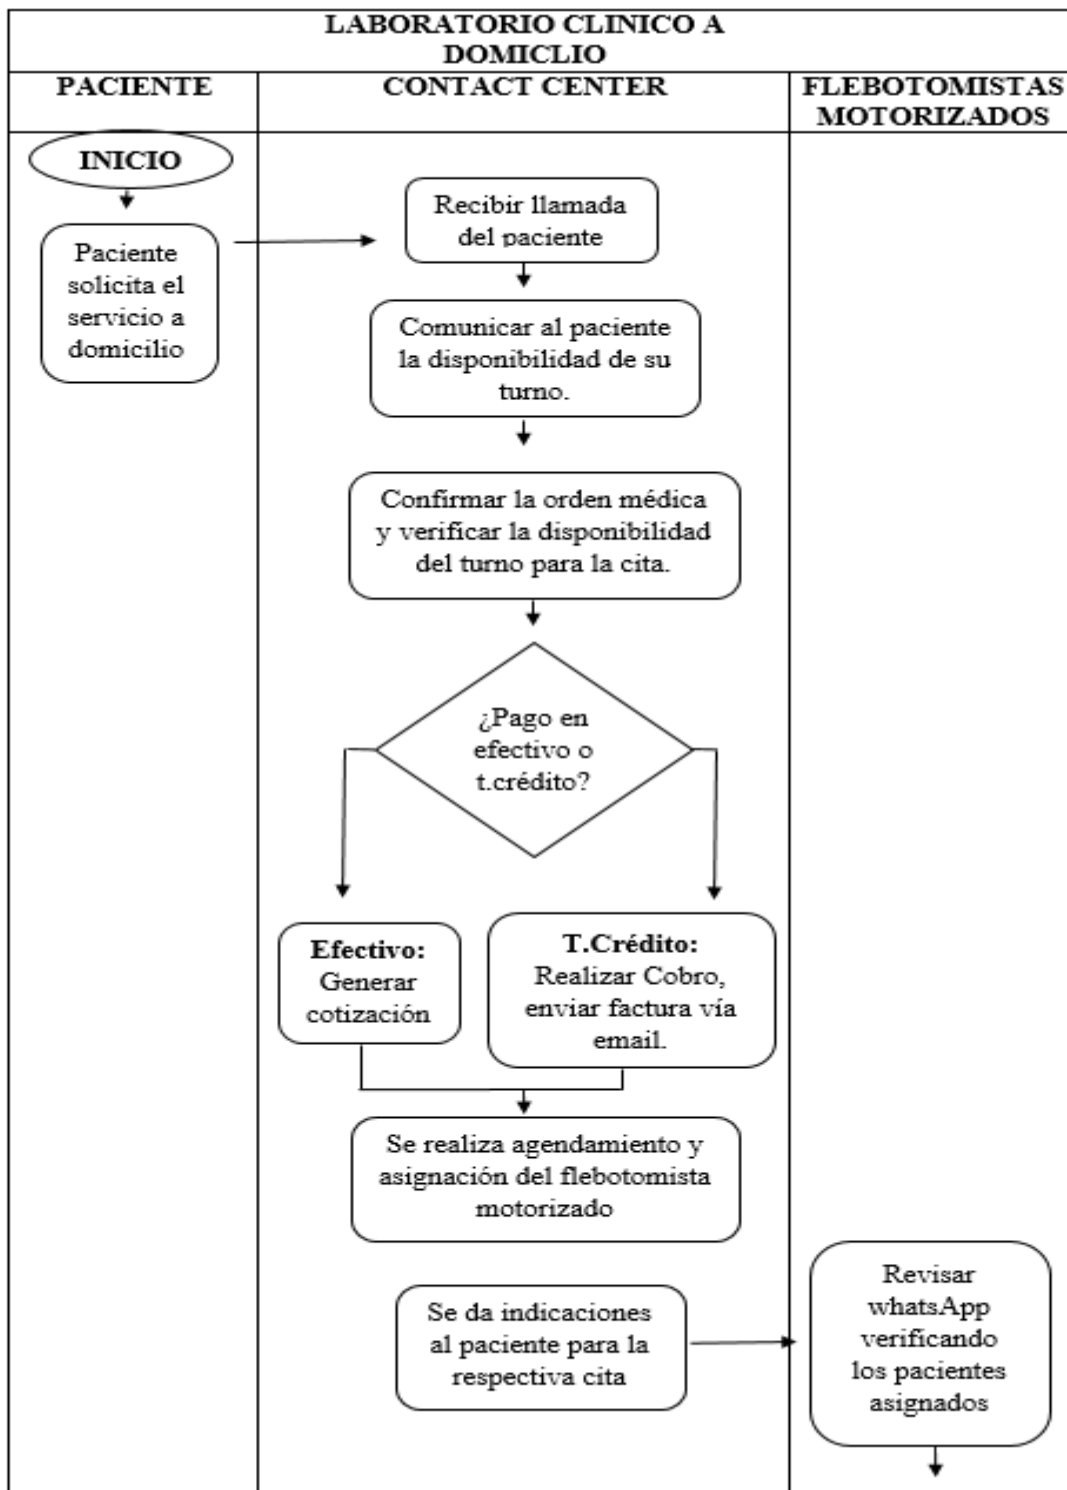 LABORATORIO CLINICO A
DOMICLIO
PACIENTE
CONTACT CENTER
FLEBOTOMISTAS
MOTORIZADOS
INICIO
Paciente
solicita el
servicio a
domicilio
Recibir llamada
del paciente
Comunicar al paciente
la disponibilidad de su
turno.
Confirmar la orden médica
y verificar la disponibilidad
del turno para la cita.
¿Pago en
efectivo o
t.crédito?
Efectivo:
Generar
cotización
T.Crédito:
Realizar Cobro,
enviar factura vía
email.
Se realiza agendamiento y
asignación del flebotomista
motorizado
Se da indicaciones
al paciente para la
respectiva cita
Revisar
whatsApp
verificando
los pacientes
asignados